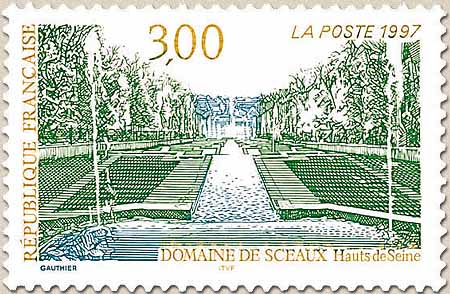 3,00
LA POSTE 1997
RÉPUBLIQUE FRANÇAISE
DOMAINE DE SCEAUX Hauts de Seine
GAUTHIER
ITVF